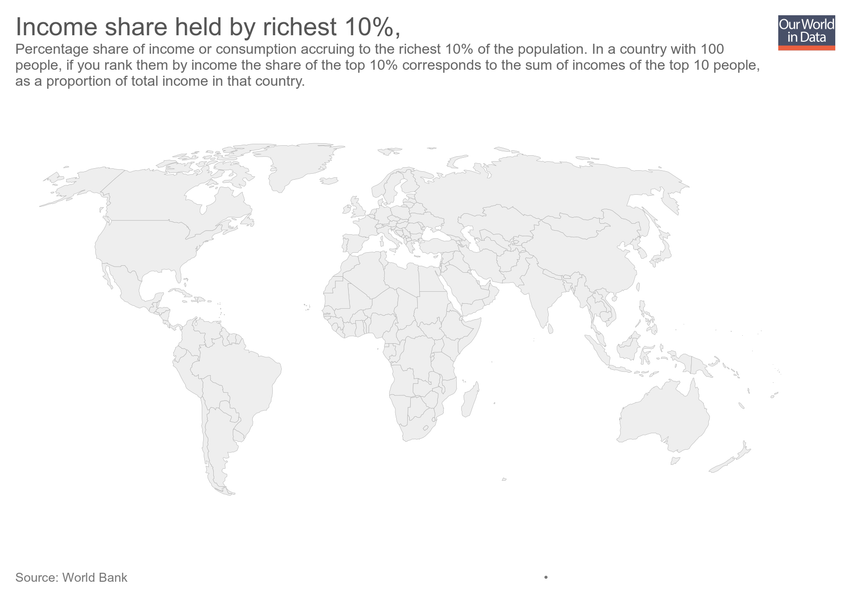 Income share held by richest 10%,
Our World
in Data
Percentage share of income or consumption accruing to the richest 10% of the population. In a country with 100
people, if you rank them by income the share of the top 10% corresponds to the sum of incomes of the top 10 people,
as a proportion of total income in that country.
Source: World Bank
•